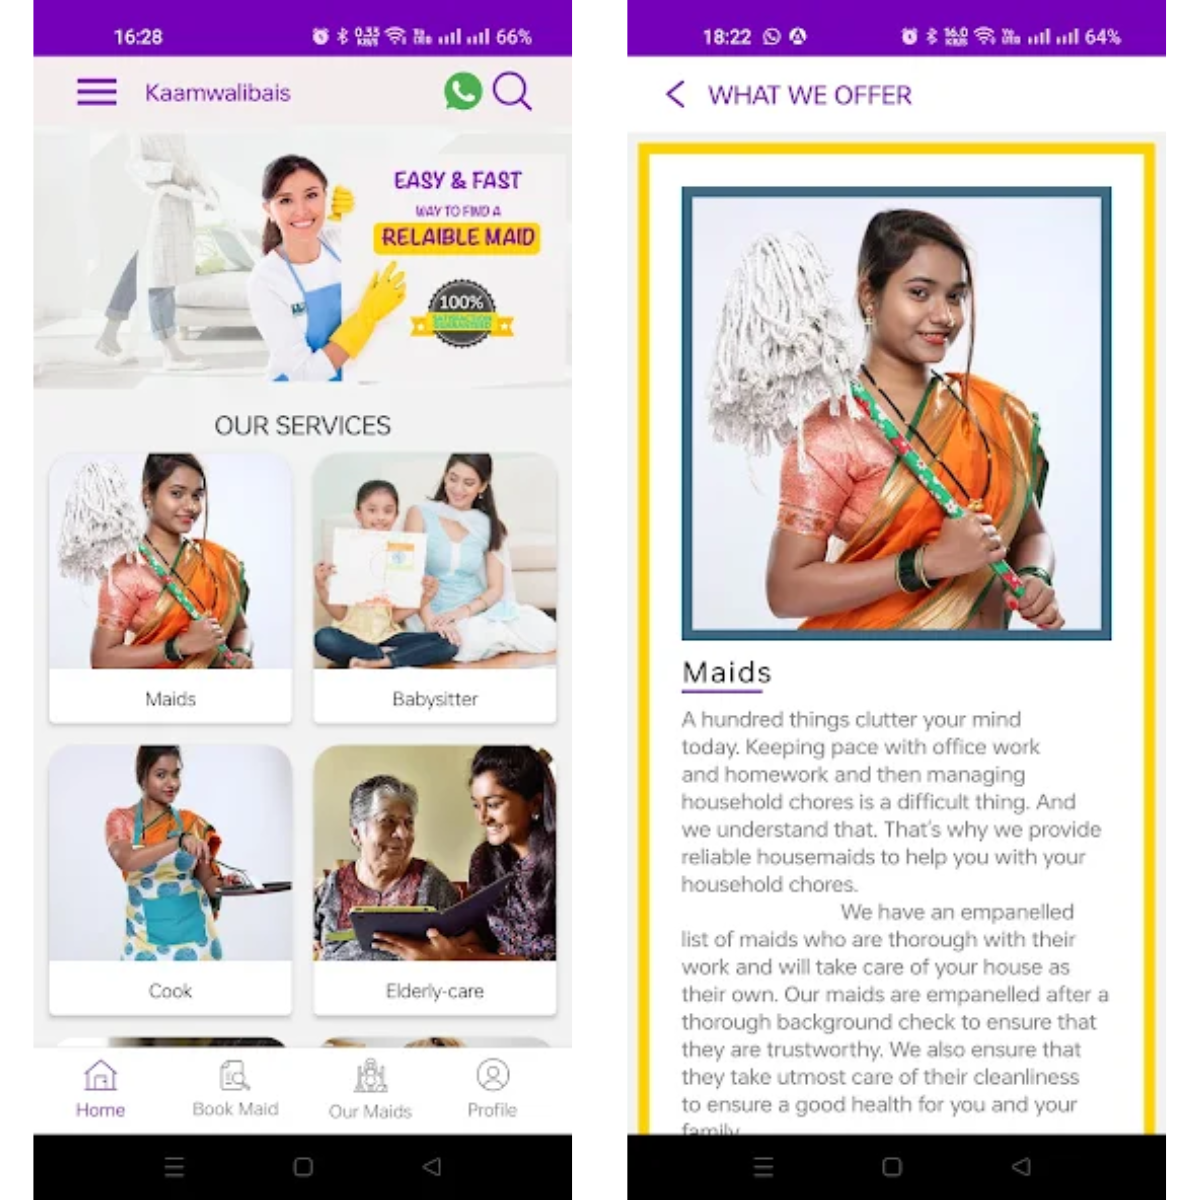 16:28
0.33 KB/S
66%
Kaamwalibais
EASY & FAST
WAY TO FIND A
RELAIBLE MAID
100%
SATISFACTION
GUARANTEED
OUR SERVICES
Maids
Babysitter
Cook
Elderly-care
Home
Book Maid
Our Maids
Profile
18:22
16.0 KB/S
64%
WHAT WE OFFER
Maids
A hundred things clutter your mind
today. Keeping pace with office work
and homework and then managing
household chores is a difficult thing. And
we understand that. That's why we provide
reliable housemaids to help you with your
household chores.
We have an empanelled
list of maids who are thorough with their
work and will take care of your house as
their own. Our maids are empanelled after a
thorough background check to ensure that
they are trustworthy. We also ensure that
they take utmost care of their cleanliness
to ensure a good health for you and your
family